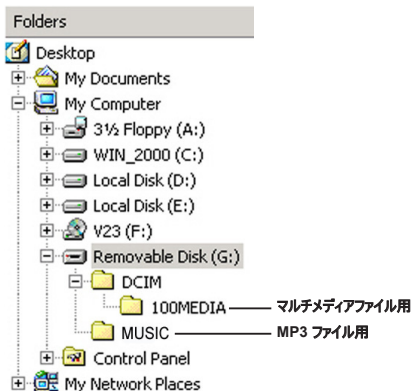 Folders
Desktop
My Documents
My Computer
3½ Floppy (A:)
WIN_2000 (C:)
Local Disk (D:)
Local Disk (E:)
V23 (F:)
Removable Disk (G:)
DCIM
100MEDIA マルチメディアファイル用
MUSIC MP3 ファイル用
Control Panel
My Network Places